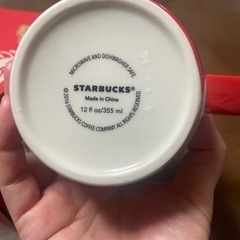 MICROWAVE AND DISHWASHER SAFE
STARBUCKS®
Made in China
12 fl oz/355 ml
© 2016 STARBUCKS COFFEE COMPANY. ALL RIGHTS RESERVED.